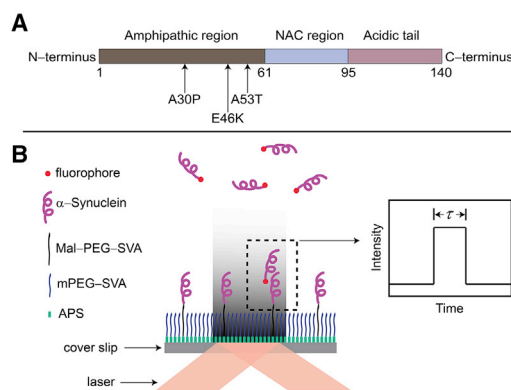 A
Amphipathic region NAC region Acidic tail
N–terminus C–terminus
1 61 95 140
A30P A53T
E46K
B
fluorophore
α–Synuclein
Mal–PEG–SVA
mPEG–SVA
APS
cover slip
laser
Intensity
τ
Time